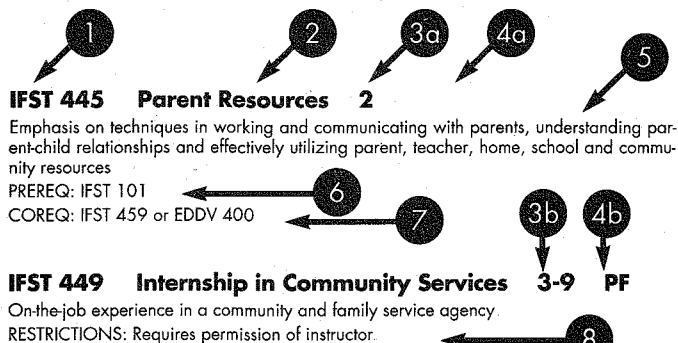 1 2 3a 4a 5
IFST 445 Parent Resources 2
Emphasis on techniques in working and communicating with parents, understanding par-
ent-child relationships and effectively utilizing parent, teacher, home, school and commu-
nity resources
PREREQ: IFST 101 6
COREQ: IFST 459 or EDDV 400 7
3b 4b
IFST 449 Internship in Community Services 3-9 PF
On-the-job experience in a community and family service agency.
RESTRICTIONS: Requires permission of instructor. 8